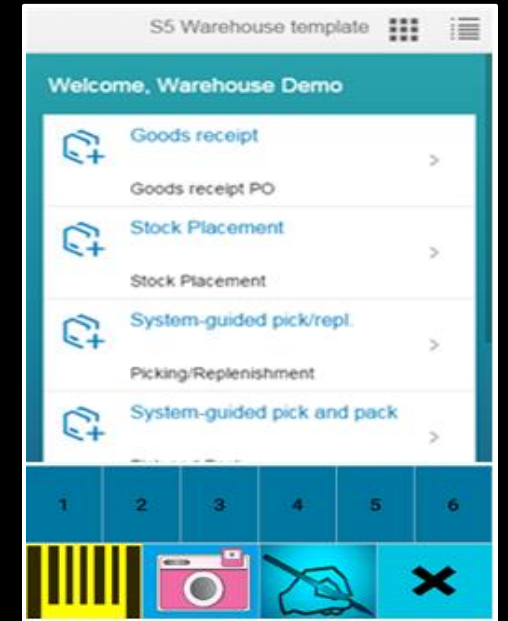 S5 Warehouse template
Welcome, Warehouse Demo
Goods receipt
Goods receipt PO
Stock Placement
Stock Placement
System-guided pick/repl.
Picking/Replenishment
System-guided pick and pack
1 2 3 4 5 6